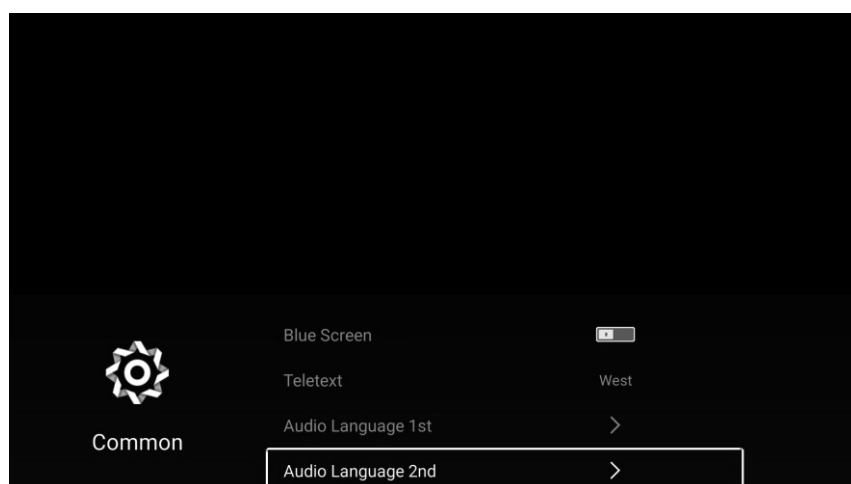 Blue Screen
Teletext West
Audio Language 1st
Common
Audio Language 2nd